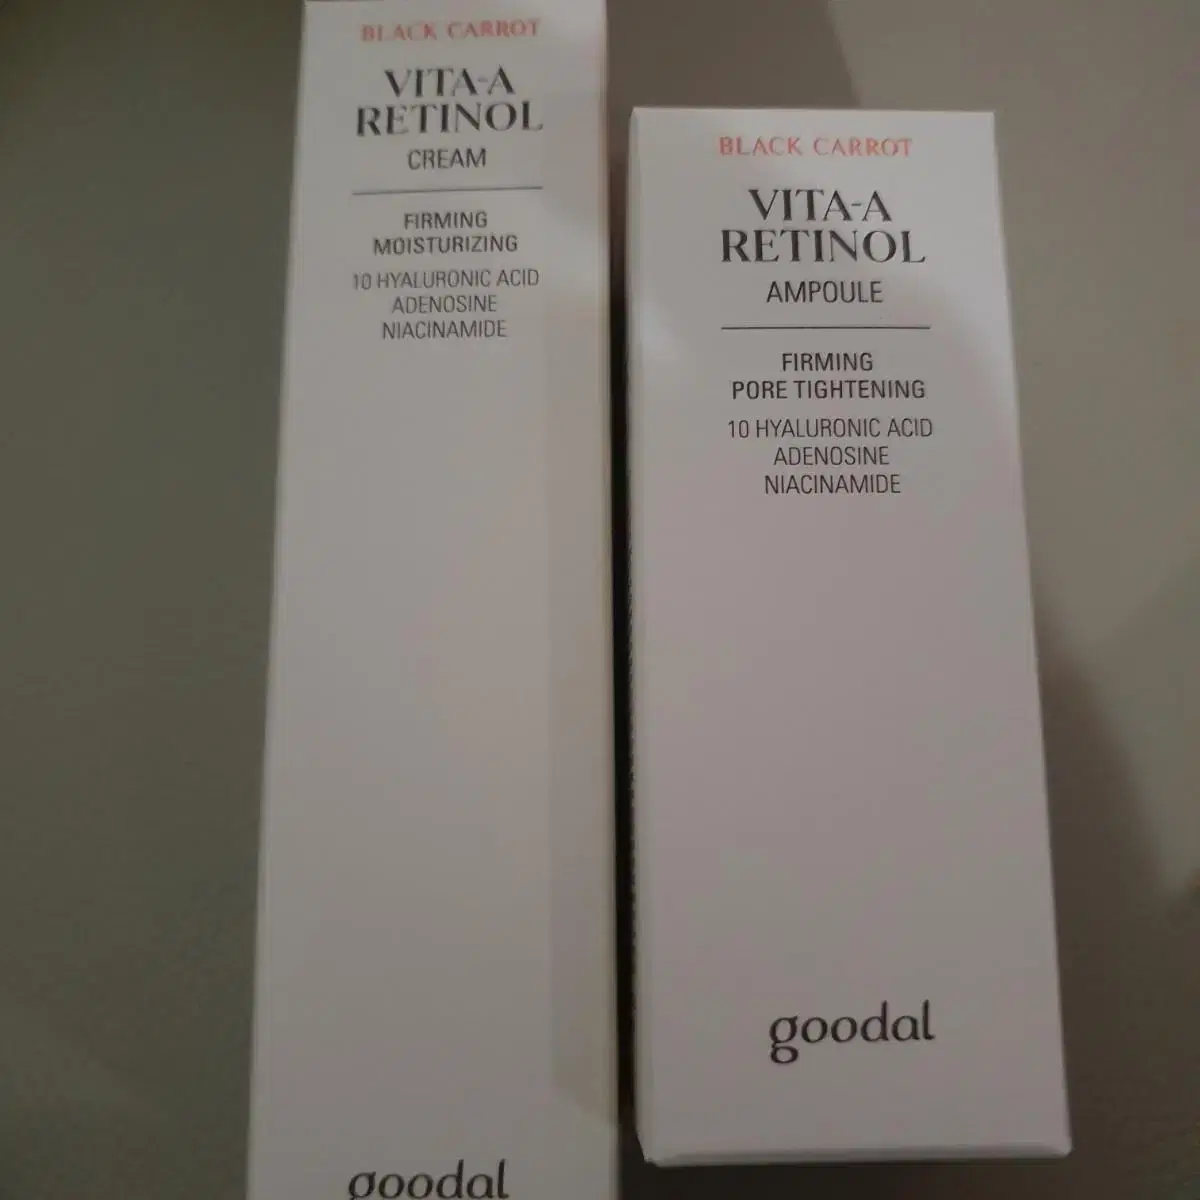 BLACK CARROT
VITA-A
RETINOL
CREAM
FIRMING
MOISTURIZING
10 HYALURONIC ACID
ADENOSINE
NIACINAMIDE
goodal
BLACK CARROT
VITA-A
RETINOL
AMPOULE
FIRMING
PORE TIGHTENING
10 HYALURONIC ACID
ADENOSINE
NIACINAMIDE
goodal